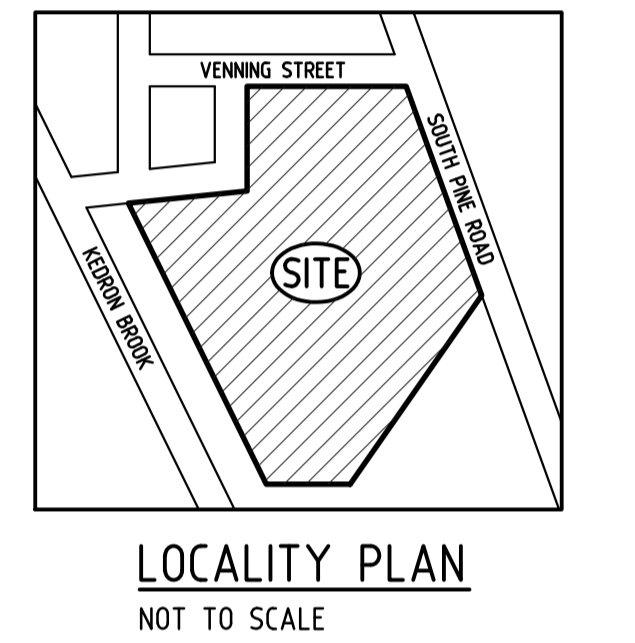 VENNING STREET
SOUTH PINE ROAD
SITE
KEDRON BROOK
LOCALITY PLAN
NOT TO SCALE